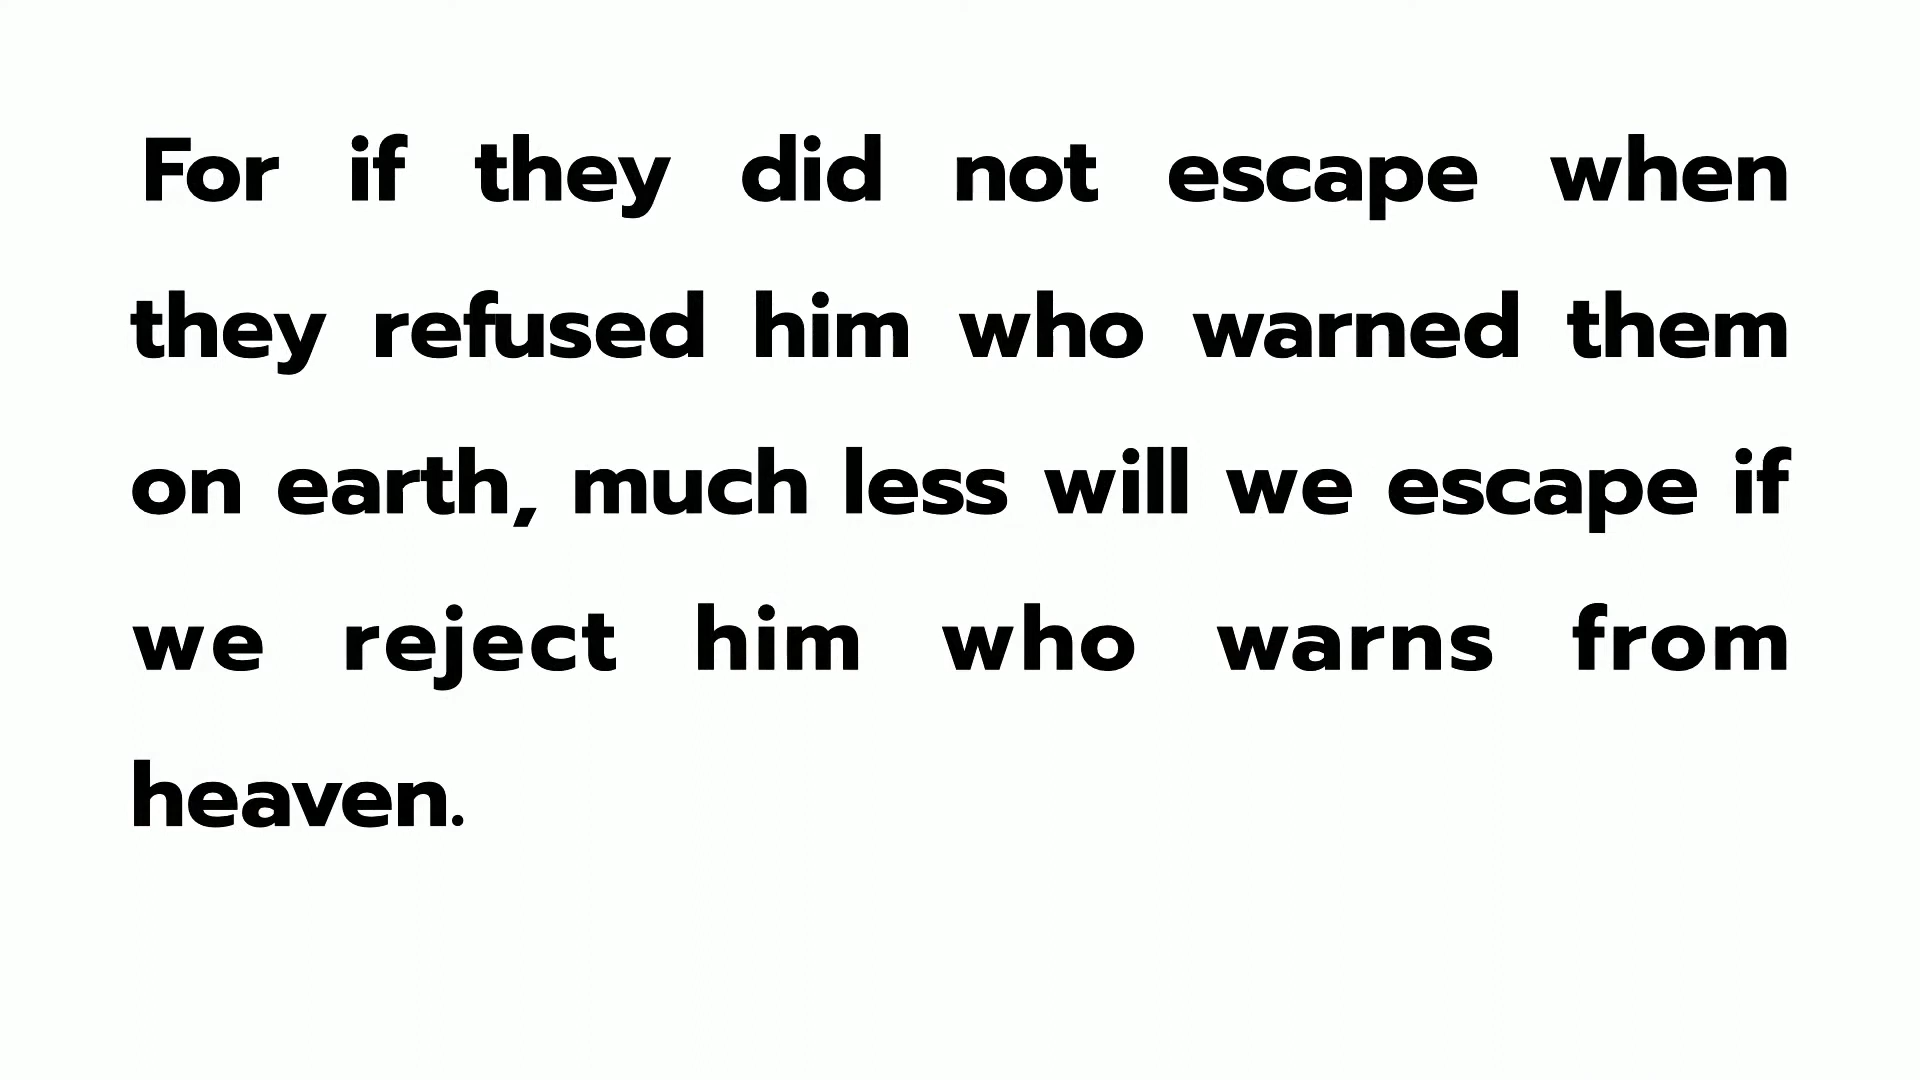 For if they did not escape when
they refused him who warned them
on earth, much less will we escape if
we reject him who warns from
heaven.